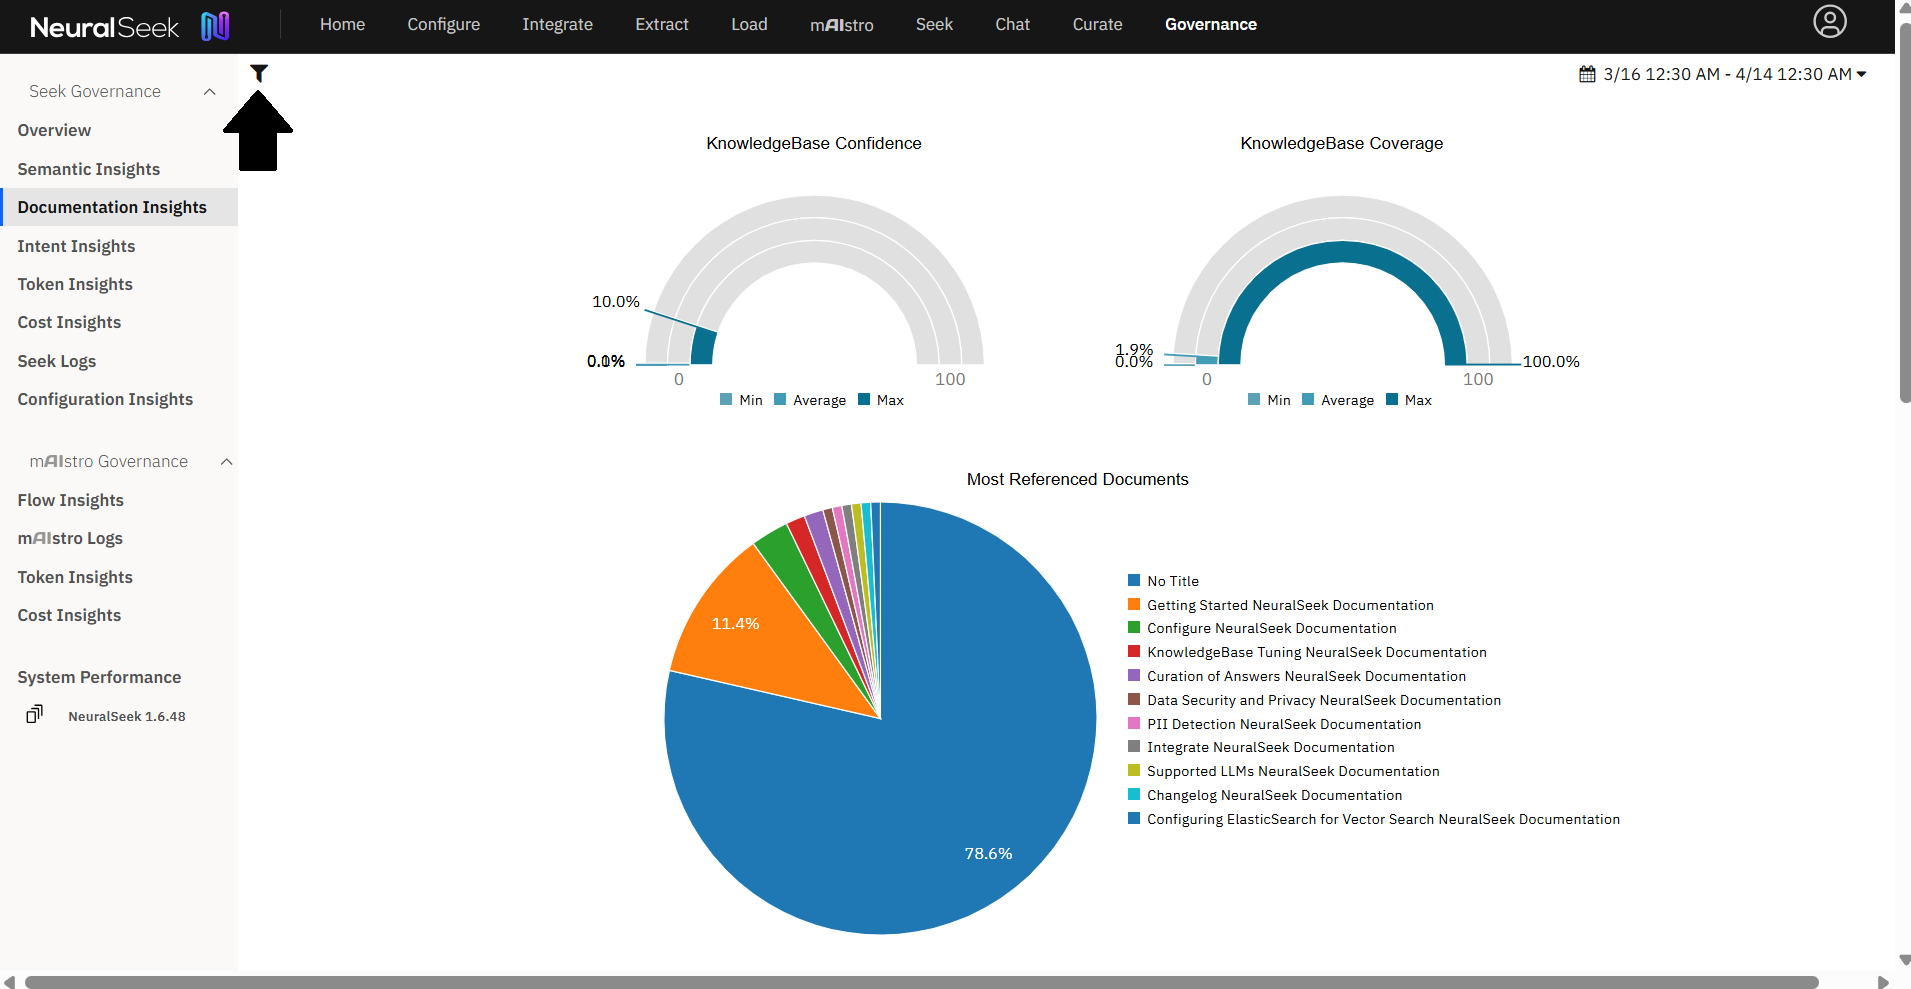 NeuralSeek
Home Configure Integrate Extract Load mAIstro Seek Chat Curate Governance
3/16 12:30 AM - 4/14 12:30 AM
Seek Governance
Overview
Semantic Insights
Documentation Insights
Intent Insights
Token Insights
Cost Insights
Seek Logs
Configuration Insights
mAIstro Governance
Flow Insights
mAIstro Logs
Token Insights
Cost Insights
System Performance
NeuralSeek 1.6.48
KnowledgeBase Confidence
10.0%
0.0%
0.1%
0 100
Min Average Max
KnowledgeBase Coverage
1.9%
0.0%
100.0%
0 100
Min Average Max
Most Referenced Documents
11.4%
78.6%
No Title
Getting Started NeuralSeek Documentation
Configure NeuralSeek Documentation
KnowledgeBase Tuning NeuralSeek Documentation
Curation of Answers NeuralSeek Documentation
Data Security and Privacy NeuralSeek Documentation
PII Detection NeuralSeek Documentation
Integrate NeuralSeek Documentation
Supported LLMs NeuralSeek Documentation
Changelog NeuralSeek Documentation
Configuring ElasticSearch for Vector Search NeuralSeek Documentation